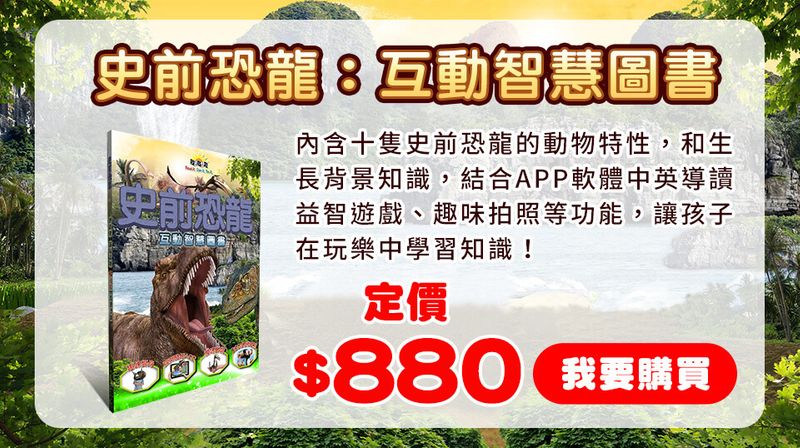 史前恐龍：互動智慧圖書
內含十隻史前恐龍的動物特性，和生
長背景知識，結合APP軟體中英導讀
益智遊戲、趣味拍照等功能，讓孩子
在玩樂中學習知識！
史前恐龍
互動智慧圖書
定價
$880
我要購買